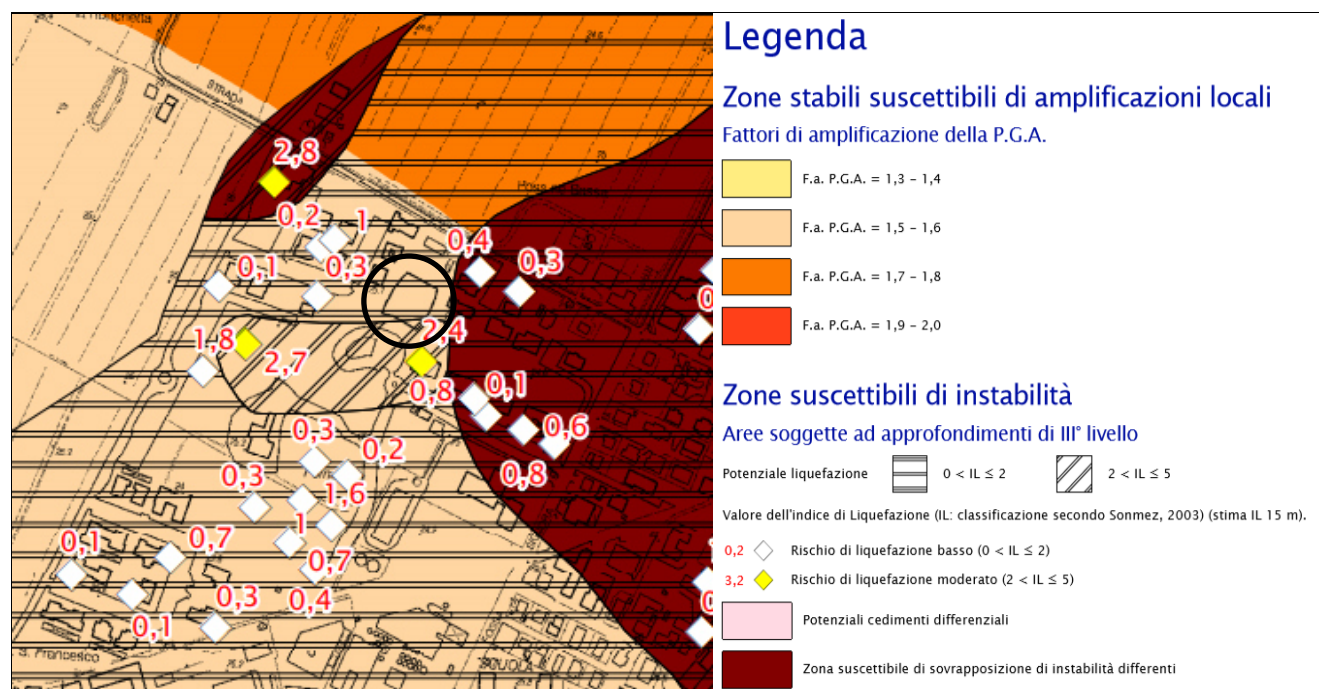 STRADA
2,8
0,2
1
0,4
0,3
0,1
0,3
1,8
2,7
2,4
0,8
0,1
0,6
0,8
0,3
0,2
0,3
1,6
1
0,1
0,7
0,7
0,3
0,4
0,1
S. Francesco
SCUOLA
Legenda
Zone stabili suscettibili di amplificazioni locali
Fattori di amplificazione della P.G.A.
F.a. P.G.A. = 1,3 – 1,4
F.a. P.G.A. = 1,5 – 1,6
F.a. P.G.A. = 1,7 – 1,8
F.a. P.G.A. = 1,9 – 2,0
Zone suscettibili di instabilità
Aree soggette ad approfondimenti di III° livello
Potenziale liquefazione 0 < IL ≤ 2 2 < IL ≤ 5
Valore dell'indice di Liquefazione (IL: classificazione secondo Sonmez, 2003) (stima IL 15 m).
0,2 Rischio di liquefazione basso (0 < IL ≤ 2)
3,2 Rischio di liquefazione moderato (2 < IL ≤ 5)
Potenziali cedimenti differenziali
Zona suscettibile di sovrapposizione di instabilità differenti